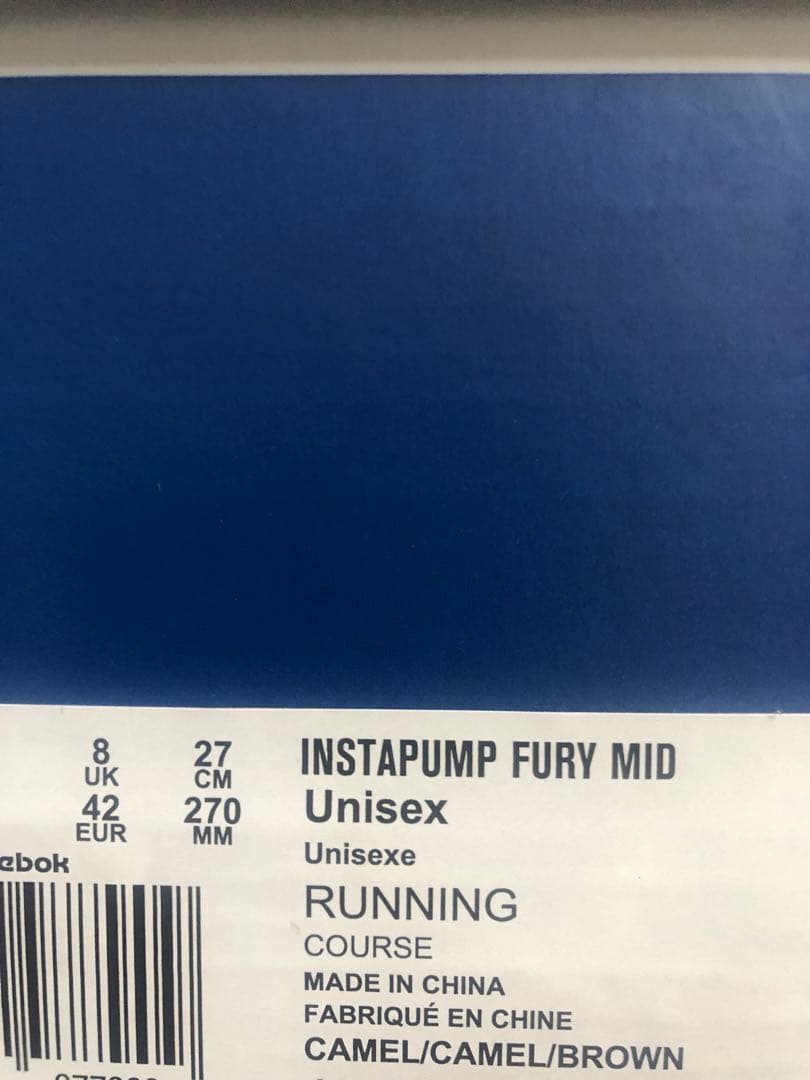 8 27
UK CM
42 270
EUR MM
ebok
INSTAPUMP FURY MID
Unisex
Unisexe
RUNNING
COURSE
MADE IN CHINA
FABRIQUÉ EN CHINE
CAMEL/CAMEL/BROWN